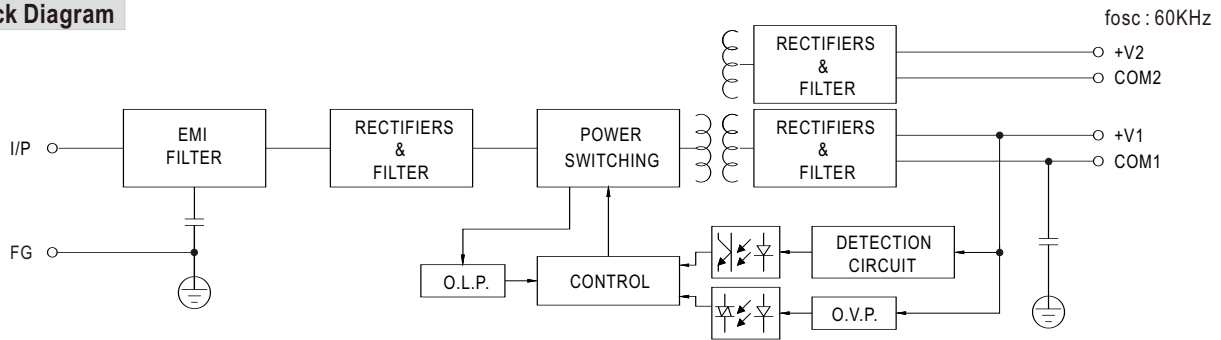 Diagram
fosc : 60KHz
RECTIFIERS
&
FILTER
+V2
COM2
I/P
EMI
FILTER
RECTIFIERS
&
FILTER
POWER
SWITCHING
RECTIFIERS
&
FILTER
+V1
COM1
FG
O.L.P.
CONTROL
DETECTION
CIRCUIT
O.V.P.